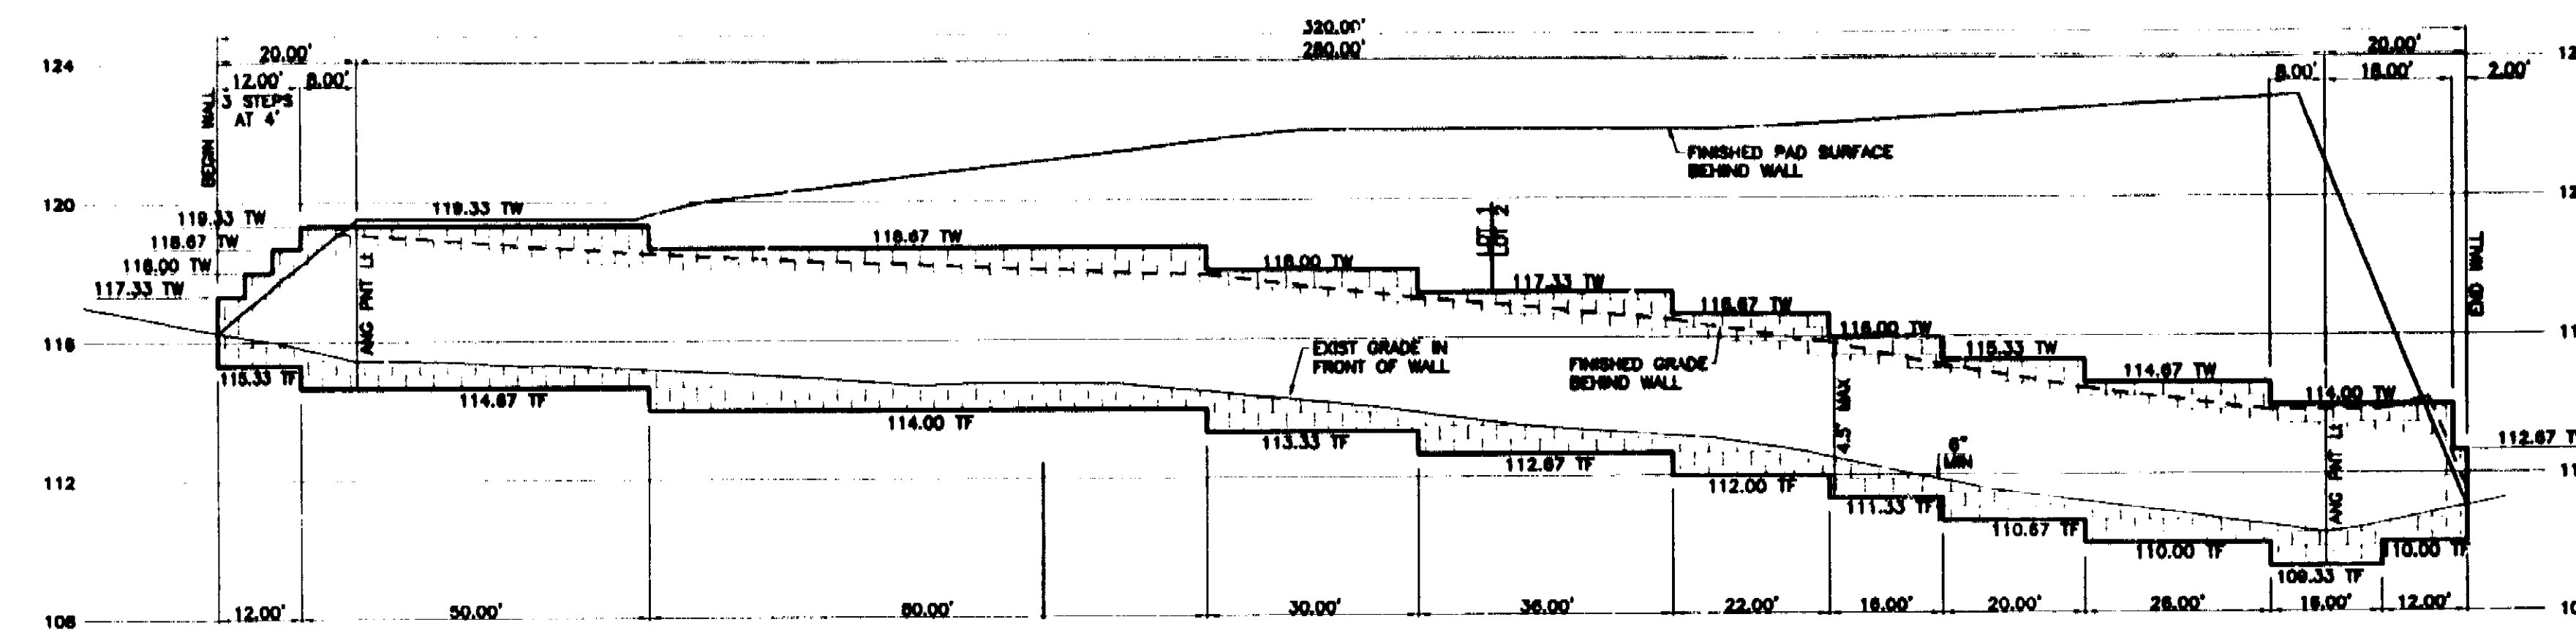 320.00'
20.00'
280.00'
20.00'
124
12.00'
8.00'
8.00'
18.00'
2.00'
3 STEPS
AT 4'
BEGIN WALL
FINISHED PAD SURFACE
BEHIND WALL
120
119.33 TW
119.33 TW
118.67 TW
118.00 TW
117.33 TW
118.67 TW
118.00 TW
LOT 1
LOT 2
117.33 TW
116.67 TW
116.00 TW
115.33 TW
114.67 TW
114.00 TW
112.67 T
END WALL
ANG PNT Lt
116
EXIST GRADE IN
FRONT OF WALL
FINISHED GRADE
BEHIND WALL
4.5' MAX
6"
MIN
ANG PNT Lt
115.33 TF
114.67 TF
114.00 TF
113.33 TF
112.67 TF
112.00 TF
111.33 TF
110.67 TF
110.00 TF
109.33 TF
110.00 TF
112
108
12.00'
50.00'
80.00'
30.00'
36.00'
22.00'
16.00'
20.00'
26.00'
16.00'
12.00'